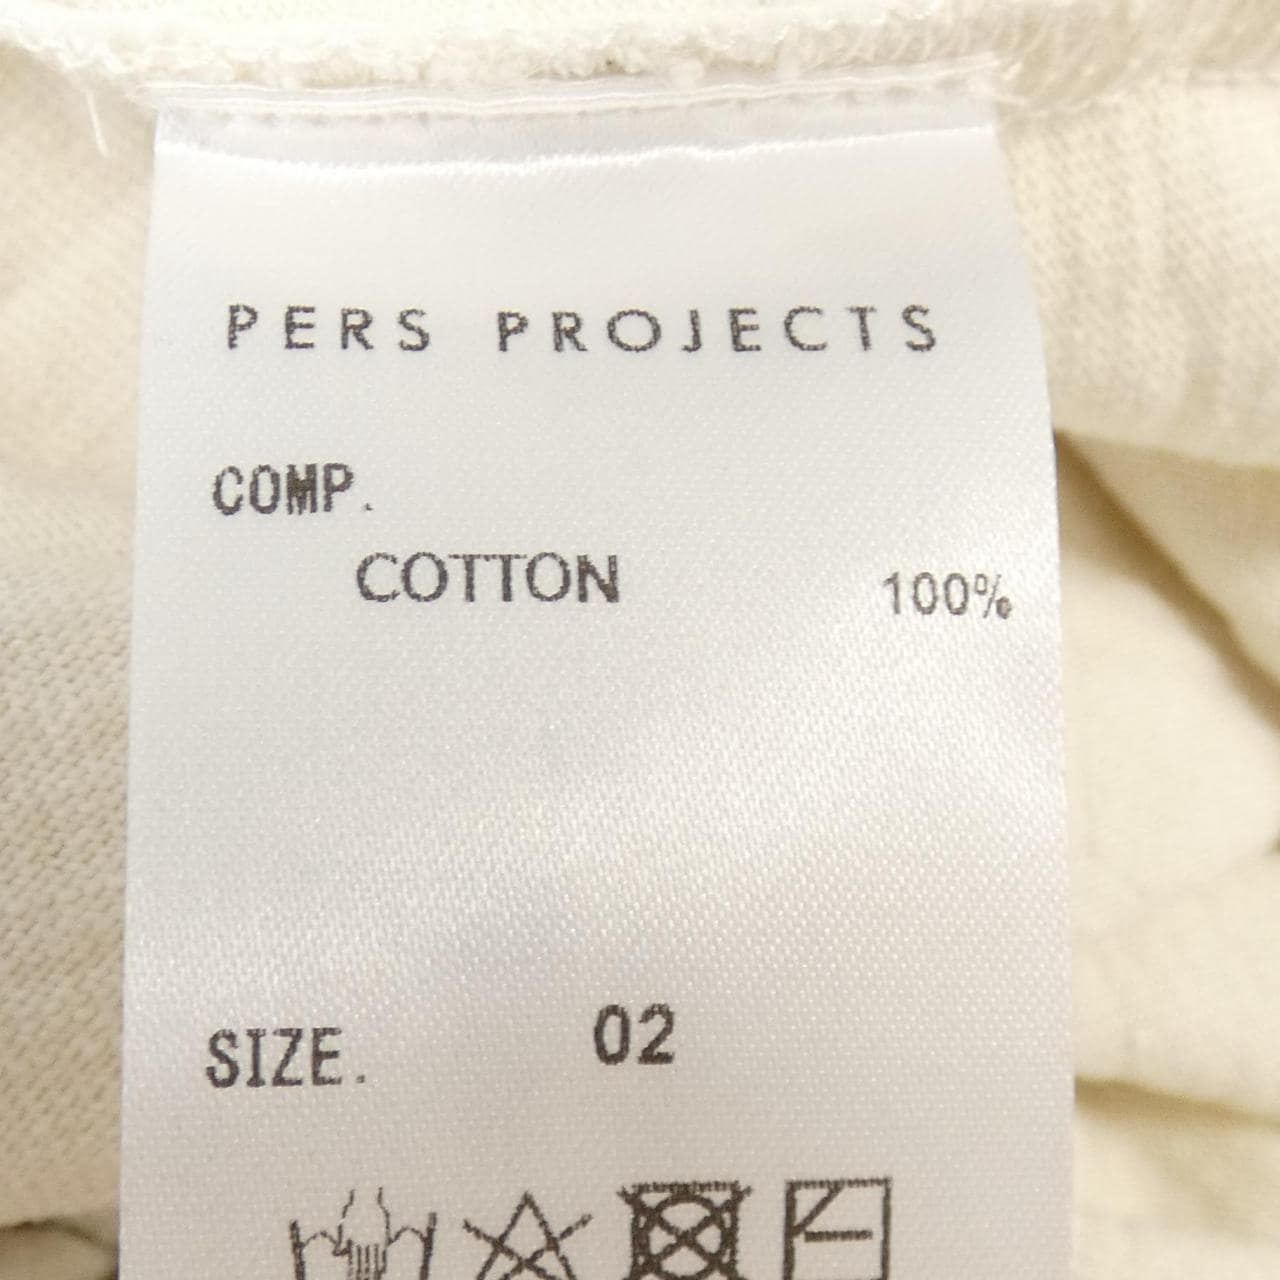 PERS PROJECTS
COMP.
COTTON 100%
SIZE. 02